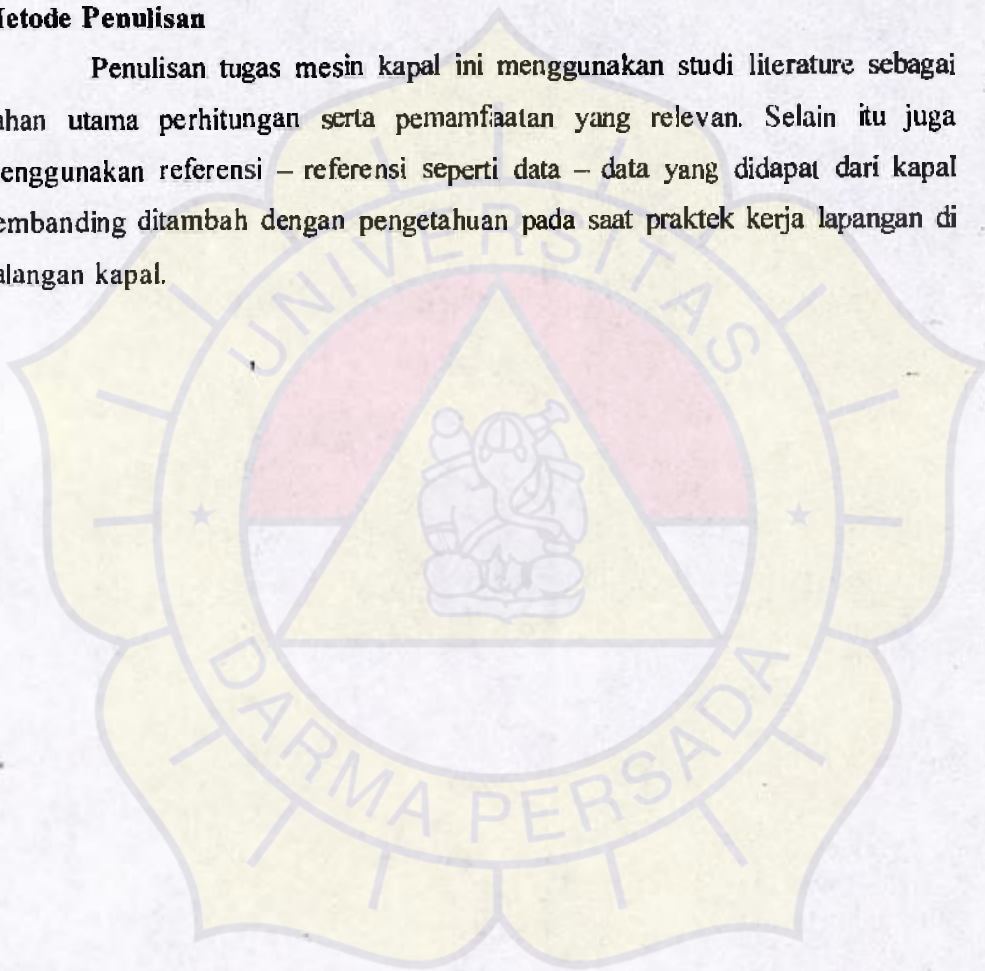 etode Penulisan
Penulisan tugas mesin kapal ini menggunakan studi literature sebagai
ahan utama perhitungan serta pemamfaatan yang relevan. Selain itu juga
enggunakan referensi – referensi seperti data – data yang didapat dari kapal
embanding ditambah dengan pengetahuan pada saat praktek kerja lapangan di
alangan kapal.
UNIVERSITAS
DARMA PERSADA